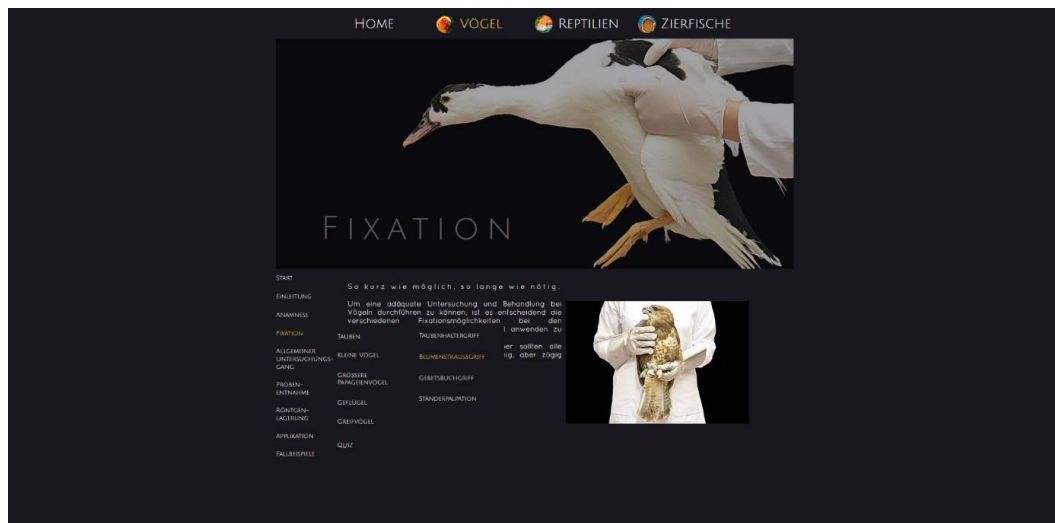 HOME
VÖGEL
REPTILIEN
ZIERFISCHE
FIXATION
START
EINLEITUNG
ANAMNESE
FIXATION
ALLGEMEINER
UNTERSUCHUNGS-
GANG
PROBEN-
ENTNAHME
RÖNTGEN-
LAGERUNG
APPLIKATION
FALLBEISPIELE
TAUBEN
KLEINE VÖGEL
GRÖSSERE
PAPAGEIENVÖGEL
GEFLÜGEL
GREIFVÖGEL
QUIZ
TAUBENHALTERGRIFF
BLUMENSTRAUSSGRIFF
GEBETSBUCHGRIFF
STÄNDERPALPATION
So kurz wie möglich, so lange wie nötig.
Um eine adäquate Untersuchung und Behandlung bei
Vögeln durchführen zu können, ist es entscheidend die
verschiedenen Fixationsmöglichkeiten bei den
anwenden zu
sollten alle
aber zügig